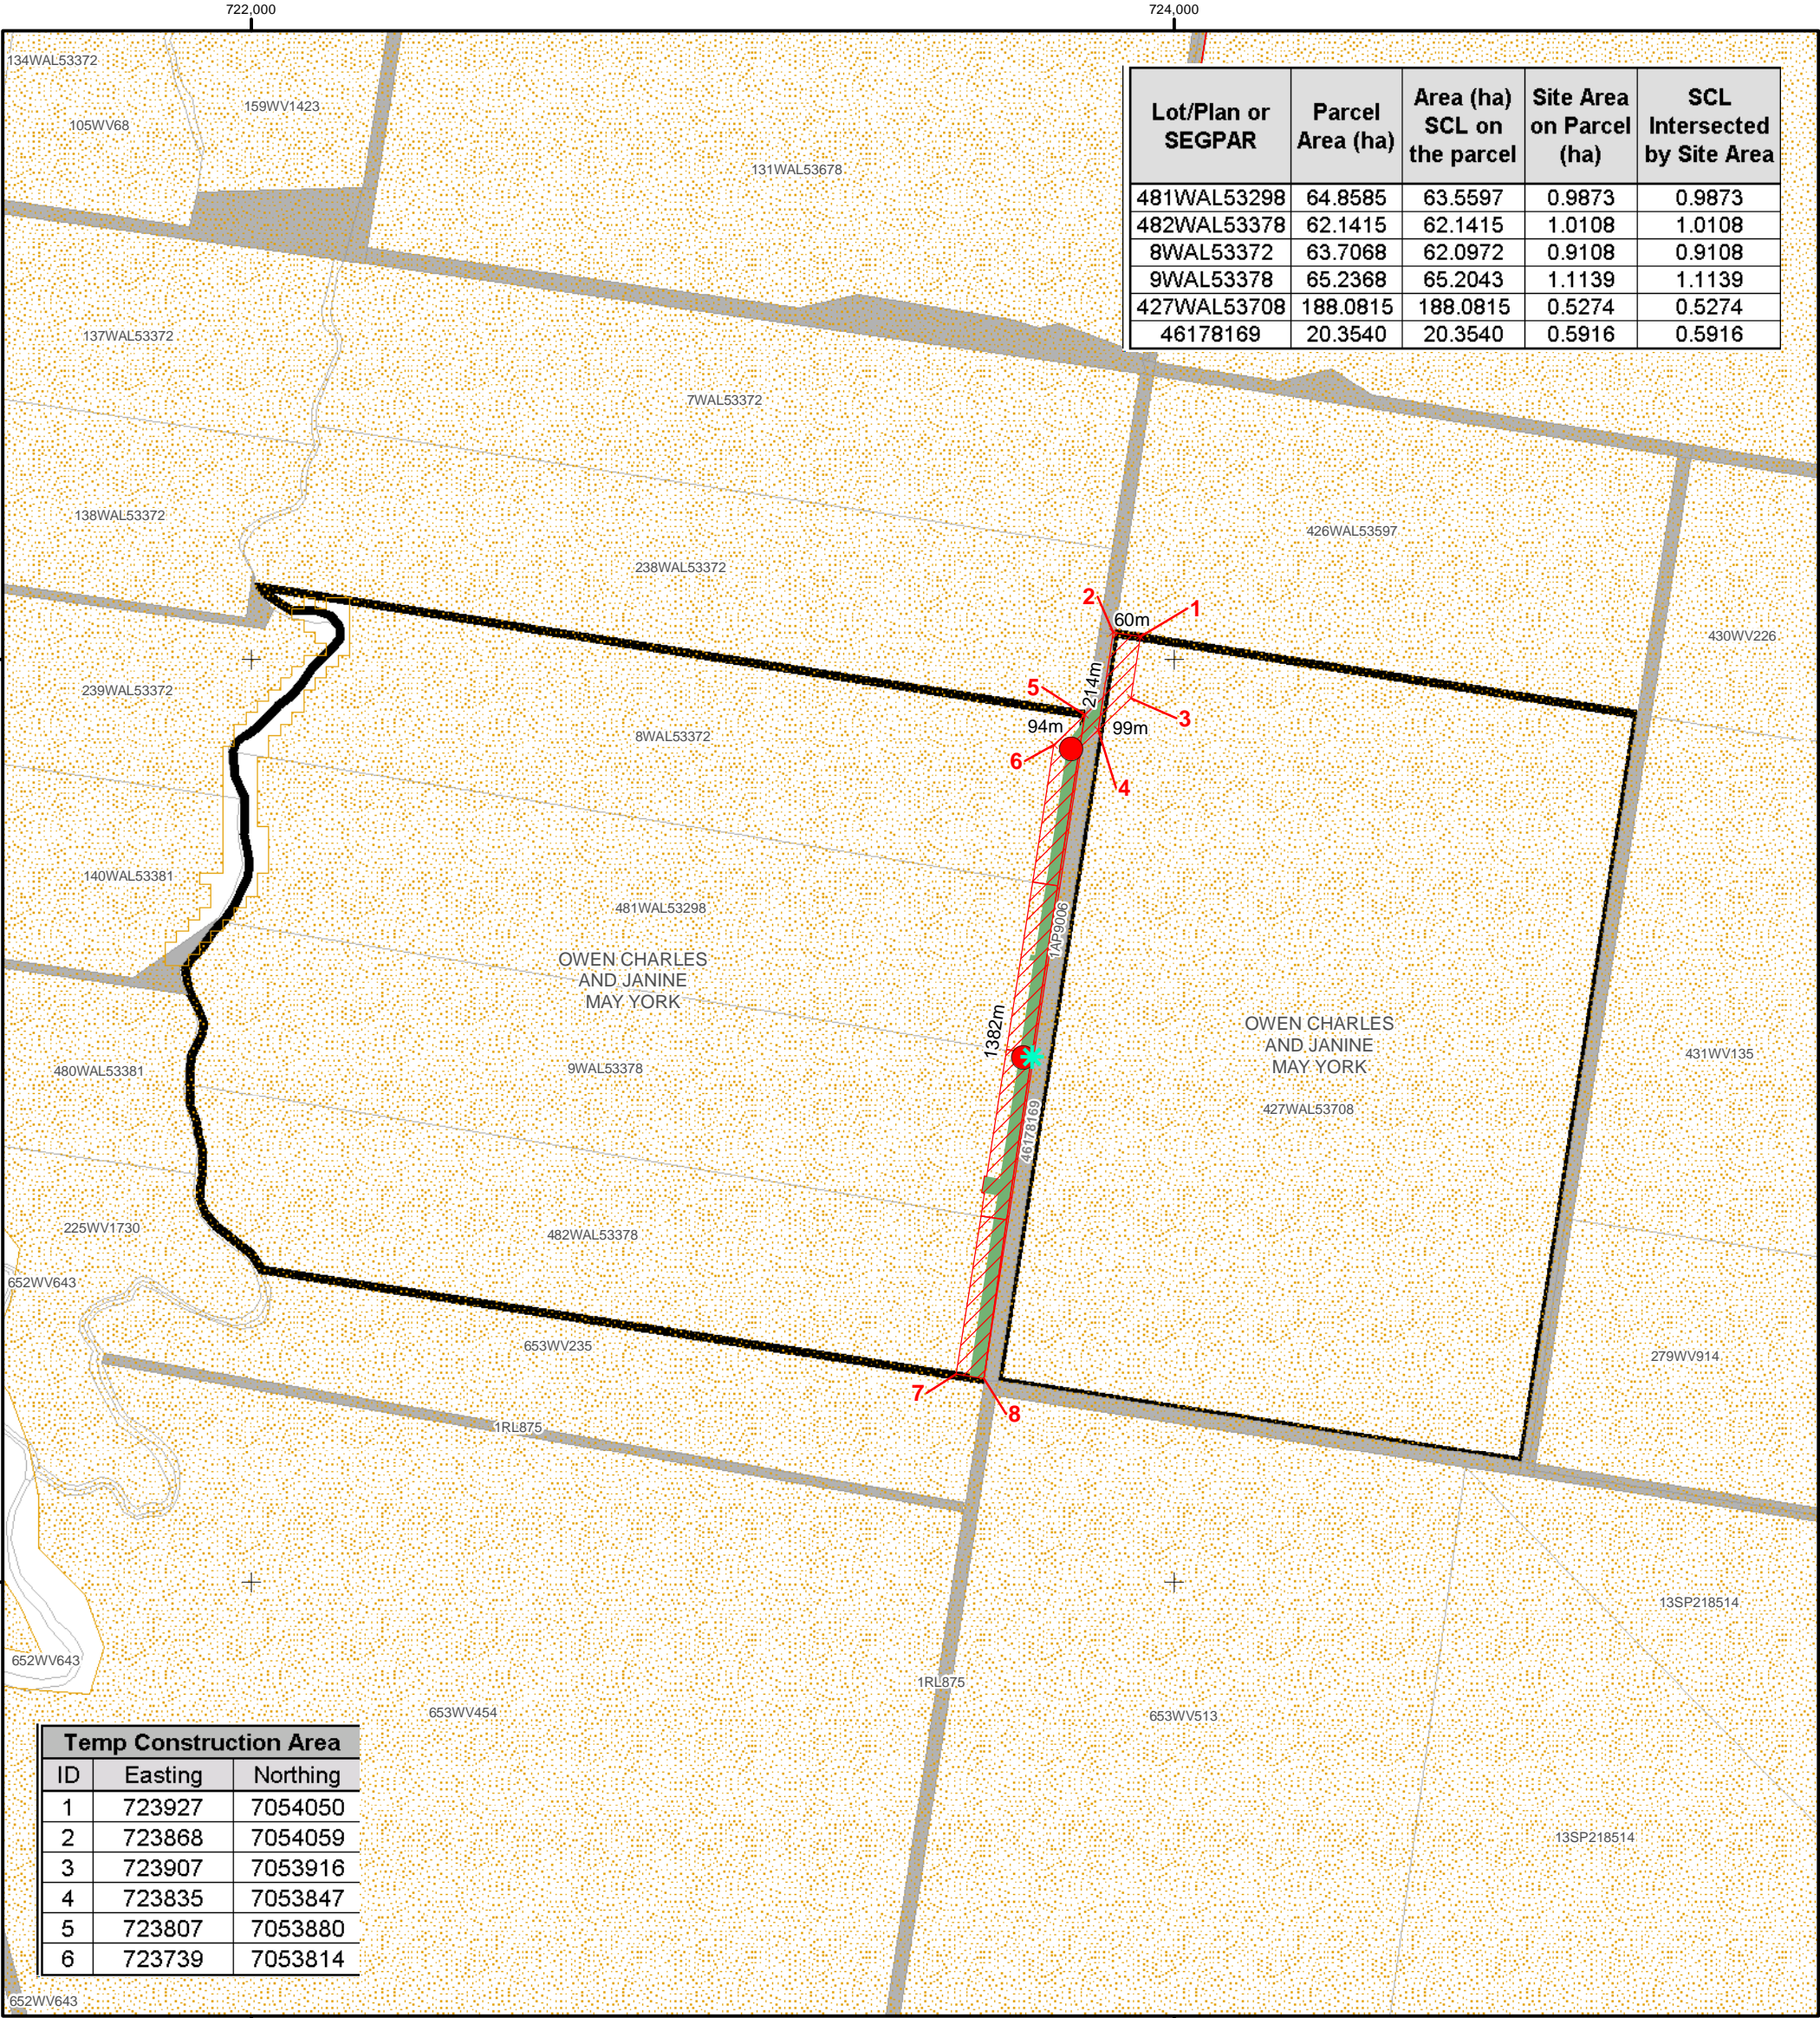 722,000
724,000
134WAL53372
159WV1423
105WV68
131WAL53678
Lot/Plan or SEGPAR Parcel Area (ha) Area (ha) SCL on the parcel Site Area on Parcel (ha) SCL Intersected by Site Area
481WAL53298 64.8585 63.5597 0.9873 0.9873
482WAL53378 62.1415 62.1415 1.0108 1.0108
8WAL53372 63.7068 62.0972 0.9108 0.9108
9WAL53378 65.2368 65.2043 1.1139 1.1139
427WAL53708 188.0815 188.0815 0.5274 0.5274
46178169 20.3540 20.3540 0.5916 0.5916
137WAL53372
7WAL53372
138WAL53372
426WAL53597
238WAL53372
2
1
60m
430WV226
239WAL53372
5
214m
3
94m
99m
8WAL53372
6
4
140WAL53381
481WAL53298
1AP9006
OWEN CHARLES
AND JANINE
MAY YORK
1382m
OWEN CHARLES
AND JANINE
MAY YORK
431WV135
480WAL53381
9WAL53378
427WAL53708
46178169
225WV1730
482WAL53378
652WV643
653WV235
279WV914
7
8
1RL875
13SP218514
652WV643
1RL875
653WV454
653WV513
Temp Construction Area
ID Easting Northing
1 723927 7054050
2 723868 7054059
3 723907 7053916
4 723835 7053847
5 723807 7053880
6 723739 7053814
13SP218514
652WV643